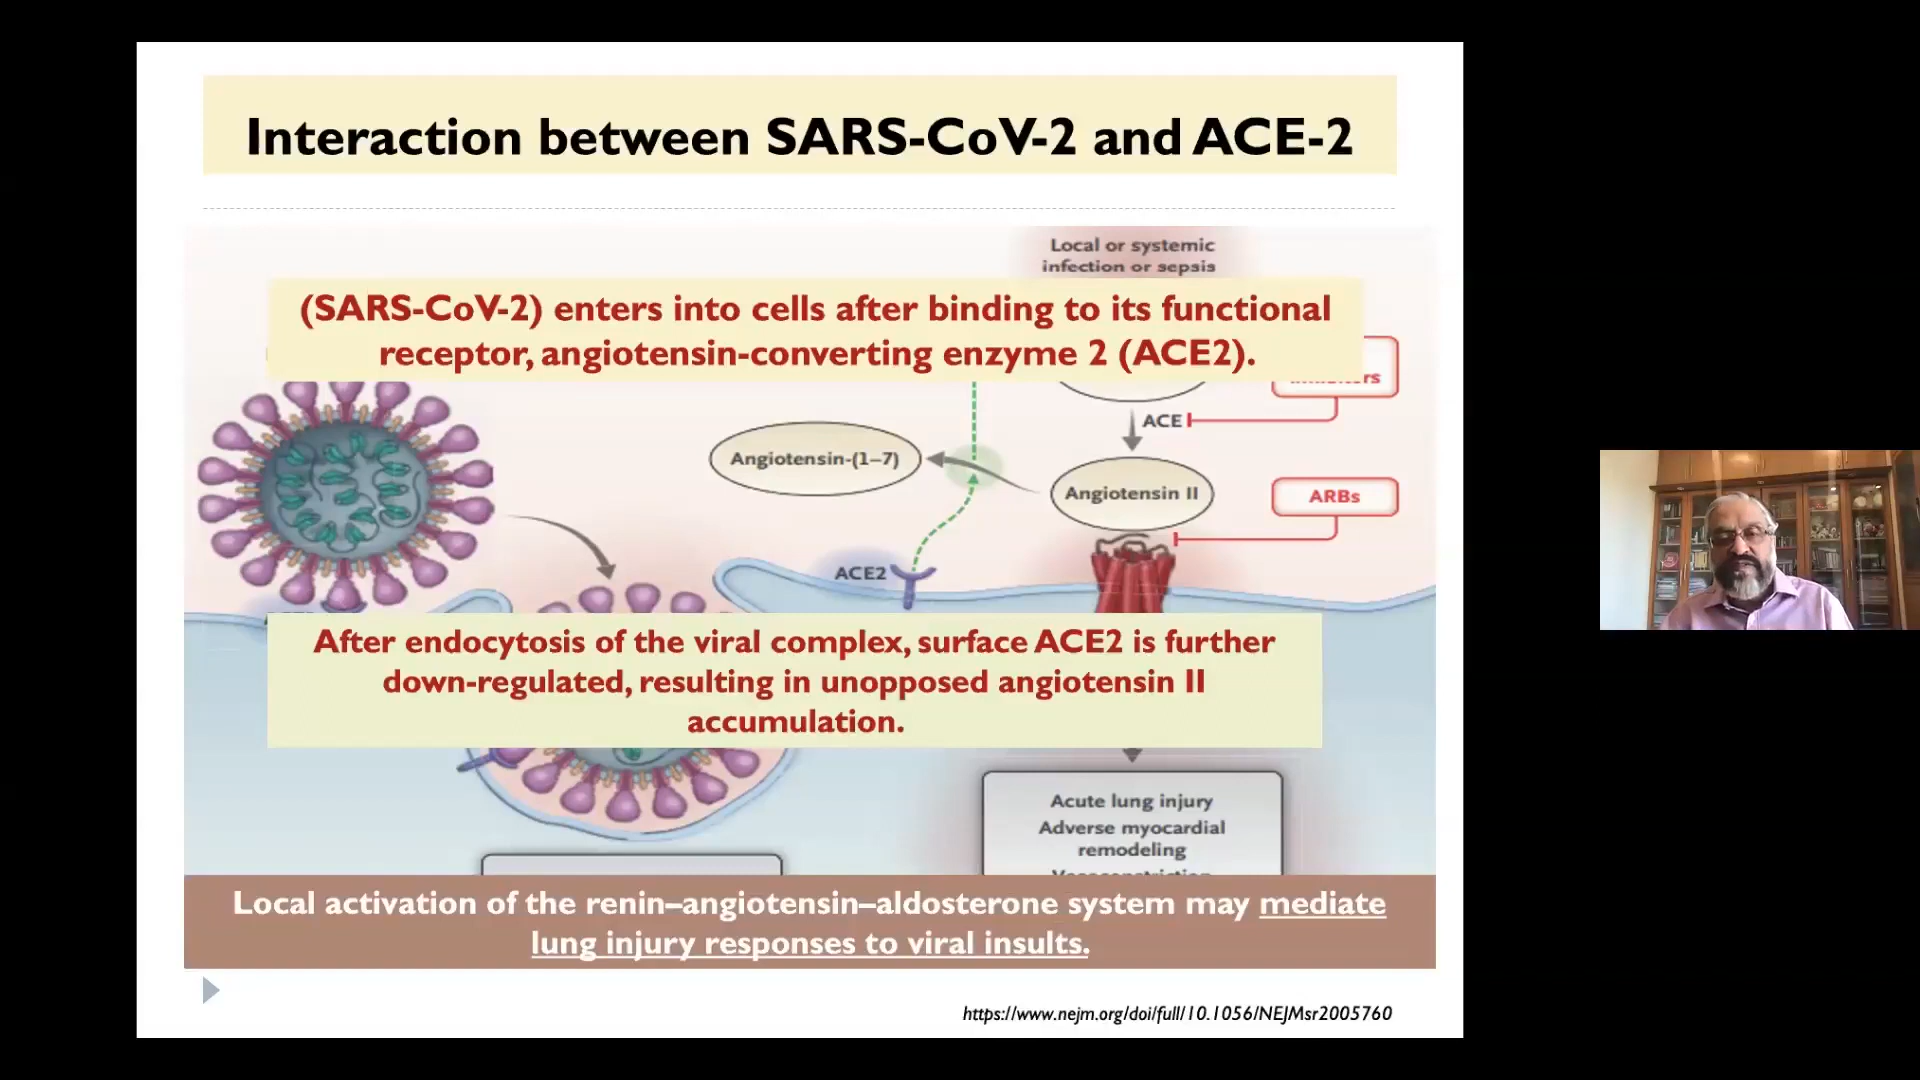 Interaction between SARS-CoV-2 and ACE-2
Local or systemic
infection or sepsis
(SARS-CoV-2) enters into cells after binding to its functional
receptor, angiotensin-converting enzyme 2 (ACE2).
ACE
Angiotensin-(1–7)
Angiotensin II
ARBs
ACE2
After endocytosis of the viral complex, surface ACE2 is further
down-regulated, resulting in unopposed angiotensin II
accumulation.
Acute lung injury
Adverse myocardial
remodeling
Local activation of the renin–angiotensin–aldosterone system may mediate
lung injury responses to viral insults.
https://www.nejm.org/doi/full/10.1056/NEJMsr2005760